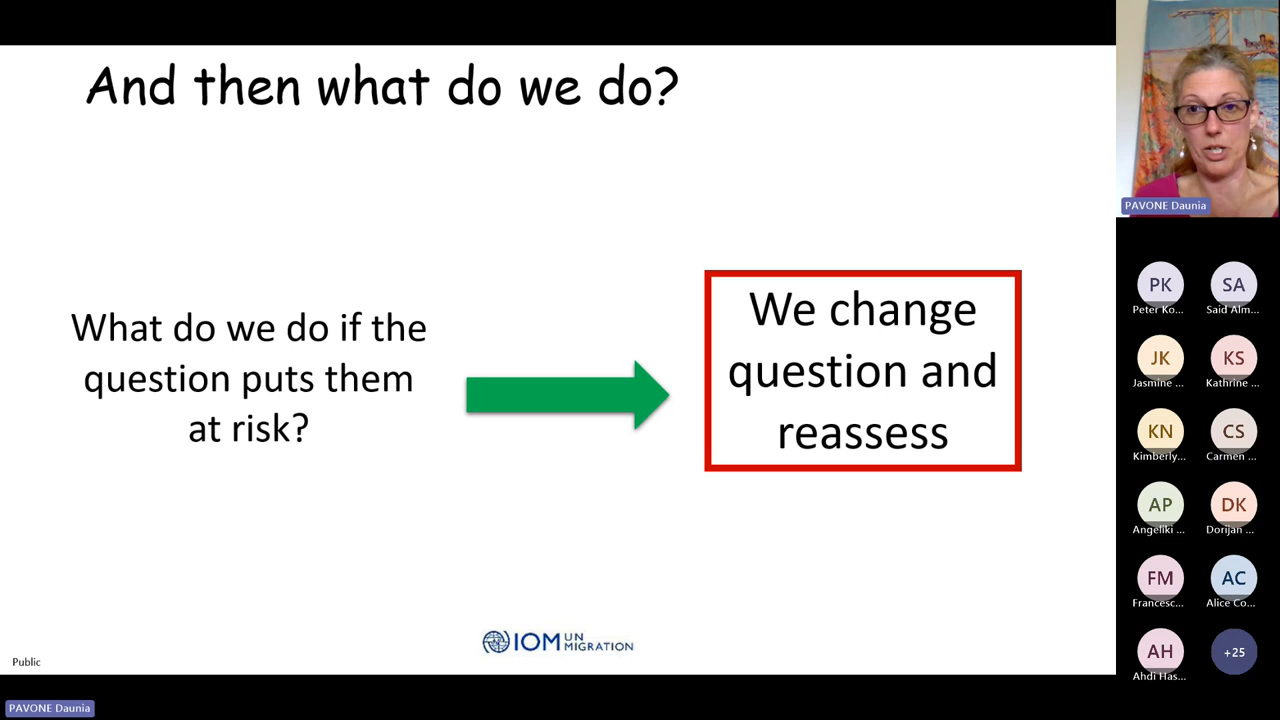 And then what do we do?
What do we do if the
question puts them
at risk?
We change
question and
reassess
IOM UN
MIGRATION
Public
PAVONE Daunia
PAVONE Daunia
PK
Peter Ko...
SA
Said Alm...
JK
Jasmine ...
KS
Kathrine ...
KN
Kimberly...
CS
Carmen ...
AP
Angeliki ...
DK
Dorijan ...
FM
Francesc...
AC
Alice Co...
AH
Ahdi Has...
+25